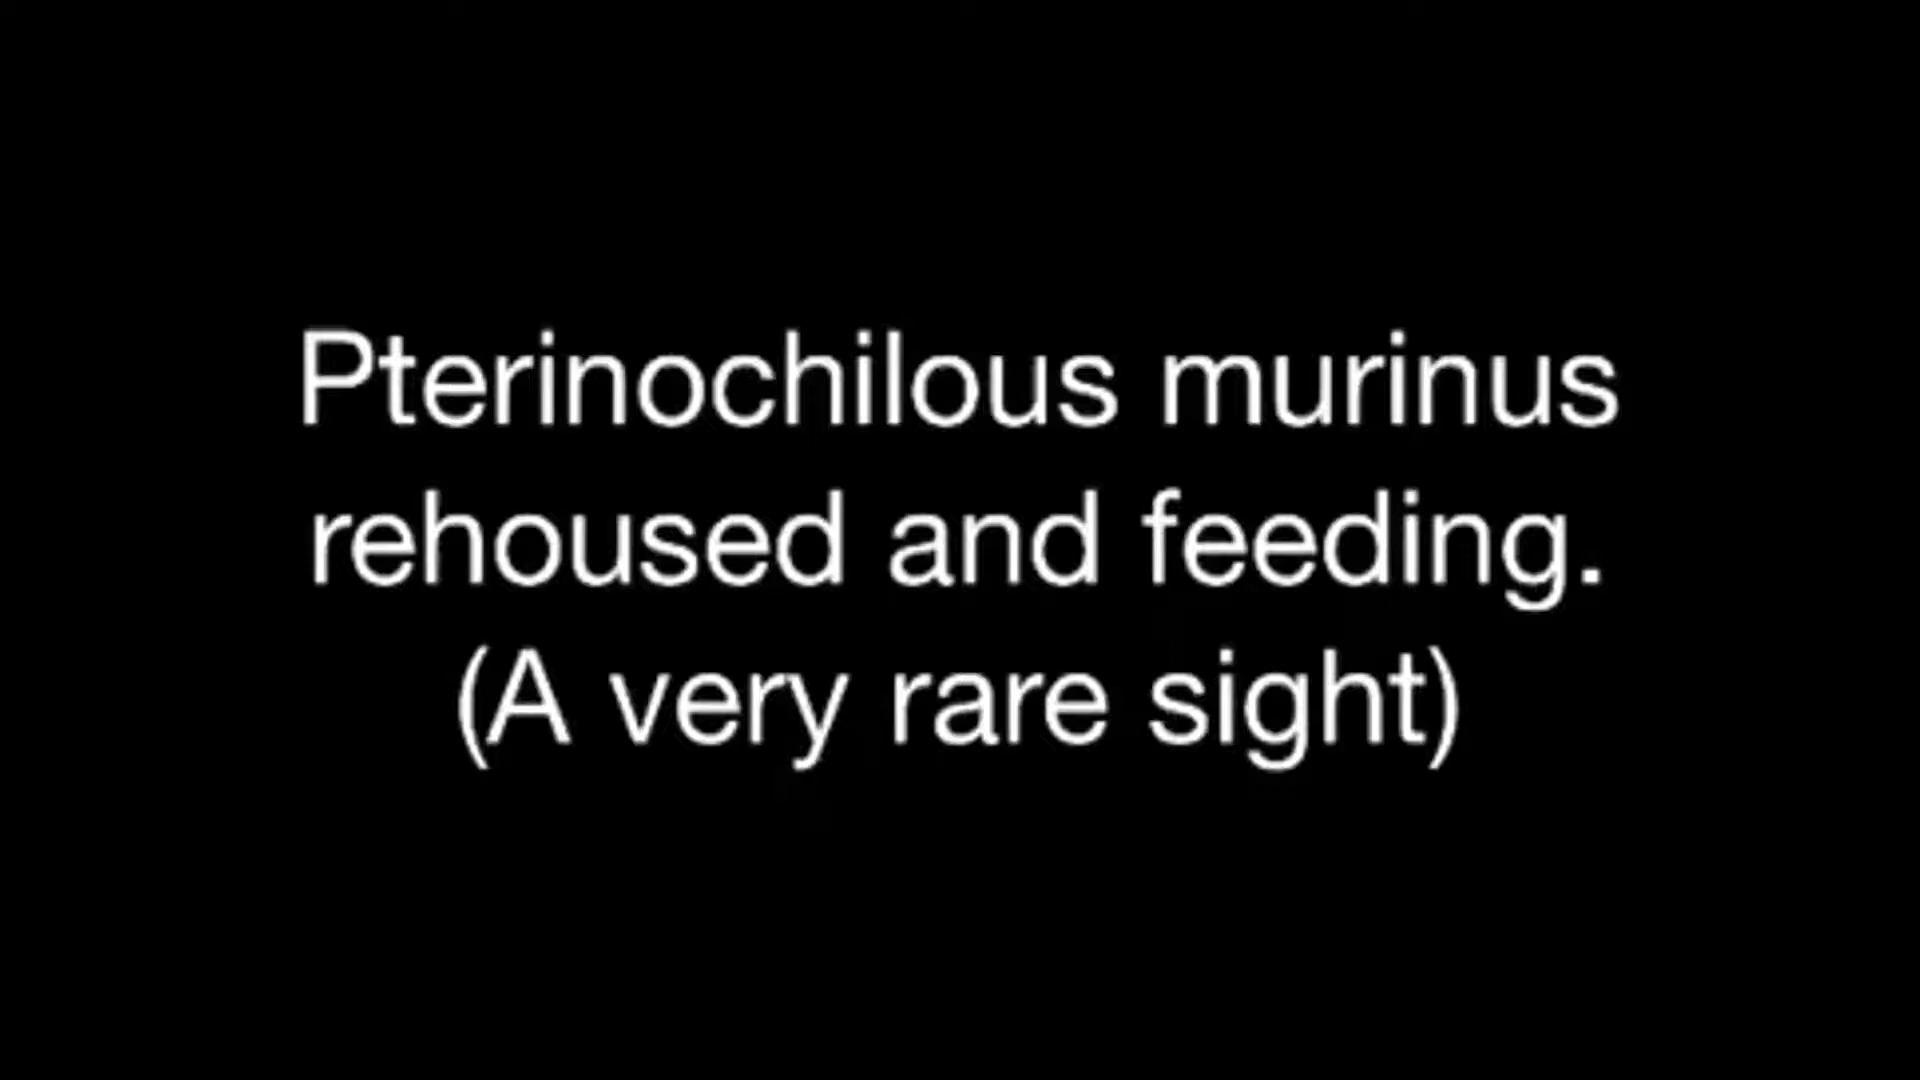 Pterinochilous murinus
rehoused and feeding.
(A very rare sight)